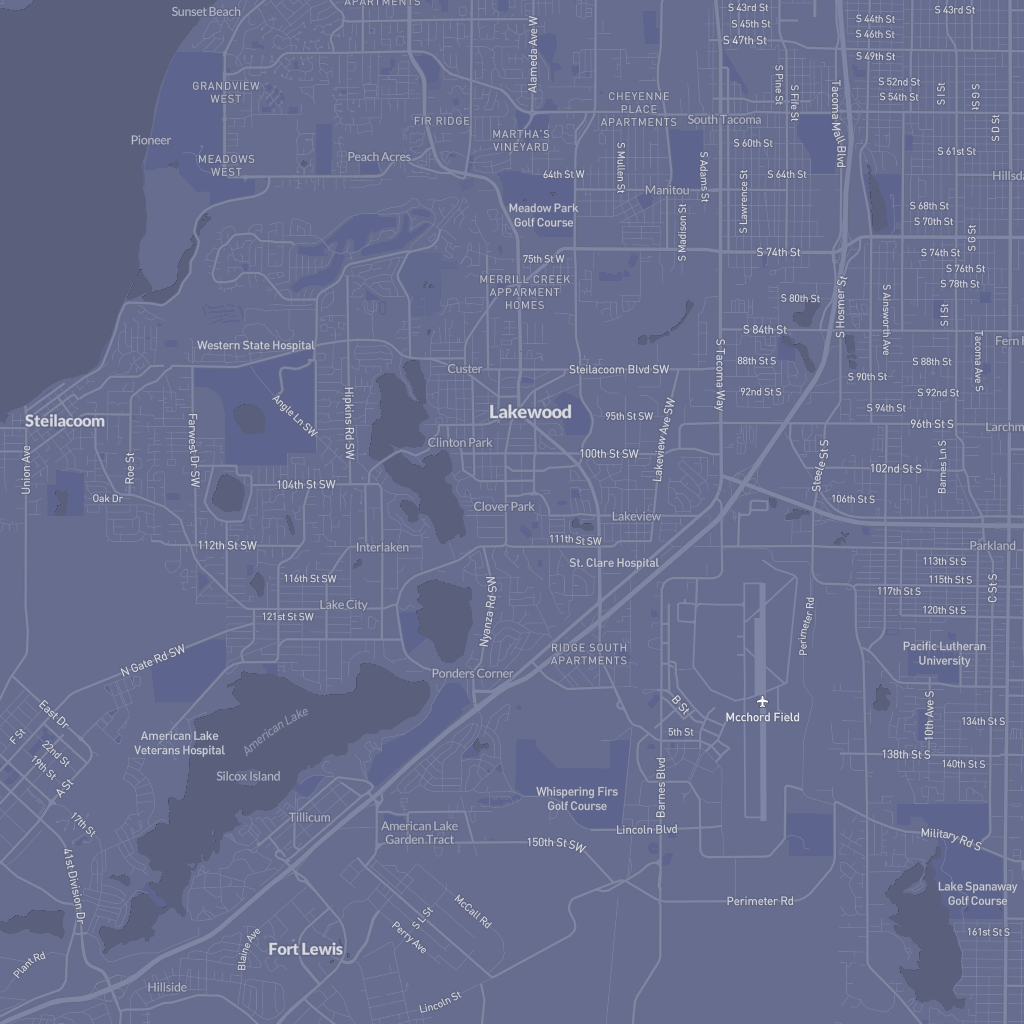 Sunset Beach
APARTMENTS
S 43rd St
S 43rd St
S 44th St
S 45th St
S 46th St
S 47th St
S 49th St
Alameda Ave W
GRANDVIEW
WEST
S 52nd St
S 54th St
S Pine St
S Fife St
Tacoma Mall Blvd
S I St
S G St
S D St
CHEYENNE
PLACE
APARTMENTS
South Tacoma
FIR RIDGE
MARTHA'S
VINEYARD
Pioneer
S 60th St
S 61st St
MEADOWS
WEST
Peach Acres
S Mullen St
S Adams St
64th St W
S 64th St
Hillsd
Manitou
S Lawrence St
S Madison St
Meadow Park
Golf Course
S 68th St
S 70th St
S G St
75th St W
S 74th St
S 74th St
S 76th St
S 78th St
MERRILL CREEK
APPARMENT
HOMES
S 80th St
S Hosmer St
S Ainsworth Ave
S I St
S 84th St
Western State Hospital
Fern H
Custer
Steilacoom Blvd SW
S Tacoma Way
88th St S
S 88th St
Tacoma Ave S
S 90th St
92nd St S
S 92nd St
Angle Ln SW
Hipkins Rd SW
Farwest Dr SW
Steilacoom
Lakewood
95th St SW
Lakeview Ave SW
S 94th St
96th St S
Larchm
Clinton Park
100th St SW
Steele St S
102nd St S
Barnes Ln S
Union Ave
Roe St
104th St SW
Oak Dr
106th St S
Clover Park
Lakeview
112th St SW
Interlaken
111th St SW
Parkland
St. Clare Hospital
113th St S
115th St S
116th St SW
117th St S
C St S
Lake City
120th St S
121st St SW
Nyanza Rd SW
Perimeter Rd
N Gate Rd SW
RIDGE SOUTH
APARTMENTS
Pacific Lutheran
University
Ponders Corner
East Dr
F St
American Lake
B St
Mcchord Field
10th Ave S
134th St S
American Lake
Veterans Hospital
22nd St
19th St
A St
5th St
138th St S
140th St S
Silcox Island
Whispering Firs
Golf Course
Barnes Blvd
17th St
Tillicum
American Lake
Garden Tract
Lincoln Blvd
150th St SW
Military Rd S
41st Division Dr
Lake Spanaway
Golf Course
Perimeter Rd
McCall Rd
S L St
Perry Ave
161st St S
Fort Lewis
Blaine Ave
Plant Rd
Hillside
Lincoln St